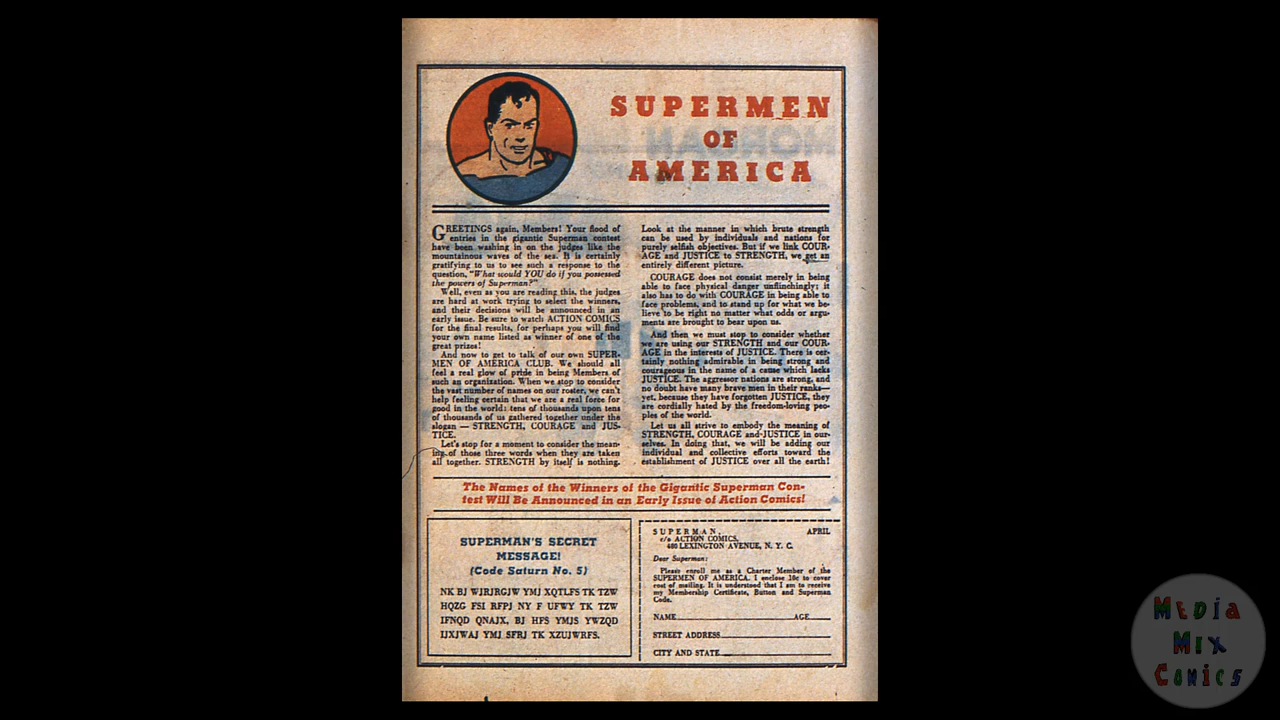 SUPERMEN
OF
AMERICA
GREETINGS again, Members! Your flood of
entries in the gigantic Superman contest
have been washing in on the judges like the
mountainous waves of the sea. It is certainly
gratifying to us to see such a response to the
question, "What would YOU do if you possessed
the powers of Superman?"
Well, even as you are reading this, the judges
are hard at work trying to select the winners,
and their decisions will be announced in an
early issue. Be sure to watch ACTION COMICS
for the final results, for perhaps you will find
your own name listed as winner of one of the
great prizes!
And now to get to talk of our own SUPER-
MEN OF AMERICA CLUB. We should all
feel a real glow of pride in being Members of
such an organization. When we stop to consider
the vast number of names on our roster, we can't
help feeling certain that we are a real force for
good in the world: tens of thousands upon tens
of thousands of us gathered together under the
slogan — STRENGTH, COURAGE and JUS-
TICE.
Let's stop for a moment to consider the mean-
ing of those three words when they are taken
all together. STRENGTH by itself is nothing.
Look at the manner in which brute strength
can be used by individuals and nations for
purely selfish objectives. But if we link COUR-
AGE and JUSTICE to STRENGTH, we get an
entirely different picture.
COURAGE does not consist merely in being
able to face physical danger unflinchingly; it
also has to do with COURAGE in being able to
face problems, and to stand up for what we be-
lieve to be right no matter what odds or argu-
ments are brought to bear upon us.
And then we must stop to consider whether
we are using our STRENGTH and our COUR-
AGE in the interests of JUSTICE. There is cer-
tainly nothing admirable in being strong and
courageous in the name of a cause which lacks
JUSTICE. The aggressor nations are strong, and
no doubt have many brave men in their ranks—
yet, because they have forgotten JUSTICE, they
are cordially hated by the freedom-loving peo-
ples of the world.
Let us all strive to embody the meaning of
STRENGTH, COURAGE and JUSTICE in our-
selves. In doing that, we will be adding our
individual and collective efforts toward the
establishment of JUSTICE over all the earth!
The Names of the Winners of the Gigantic Superman Con-
test Will Be Announced in an Early Issue of Action Comics!
SUPERMAN'S SECRET
MESSAGE!
(Code Saturn No. 5)
NK BJ WJRJRGJW YMJ XQTLFS TK TZW
HQZG FSI RFPJ NY F UFWY TK TZW
IFNQD QNAJX, BJ HFS YMJS YWZQD
IJXJWAJ YMJ SFRJ TK XZUJWRFS.
SUPERMAN, APRIL
c/o ACTION COMICS,
480 LEXINGTON AVENUE, N. Y. C.
Dear Superman:
Please enroll me as a Charter Member of the
SUPERMEN OF AMERICA. I enclose 10c to cover
cost of mailing. It is understood that I am to receive
my Membership Certificate, Button and Superman
Code.
NAME AGE
STREET ADDRESS
CITY AND STATE
MEDiA
MiX
COMiCS